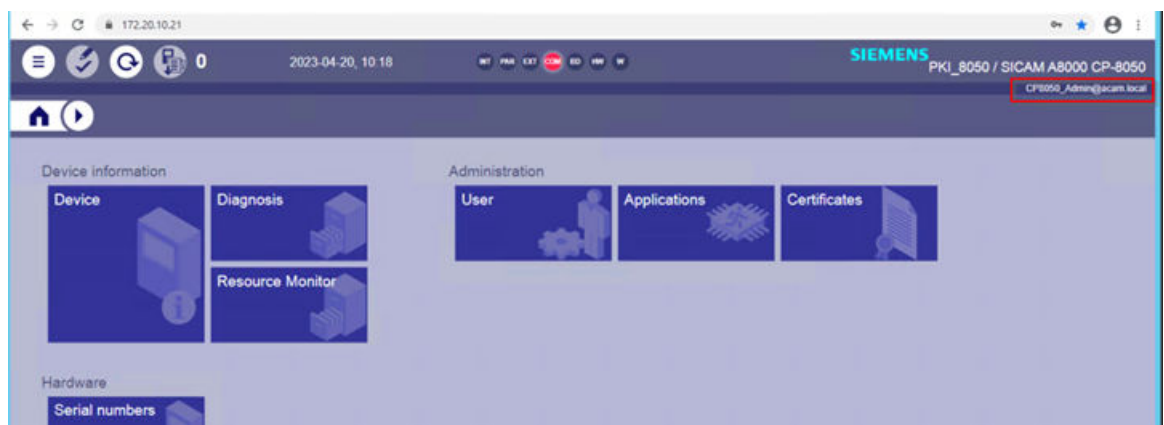 172.20.10.21
0
2023-04-20, 10:18
INT PAR EXT COM ED HW W
SIEMENS
PKI_8050 / SICAM A8000 CP-8050
CP8050_Admin@acam.local
Device information
Administration
Device
Diagnosis
User
Applications
Certificates
Resource Monitor
Hardware
Serial numbers